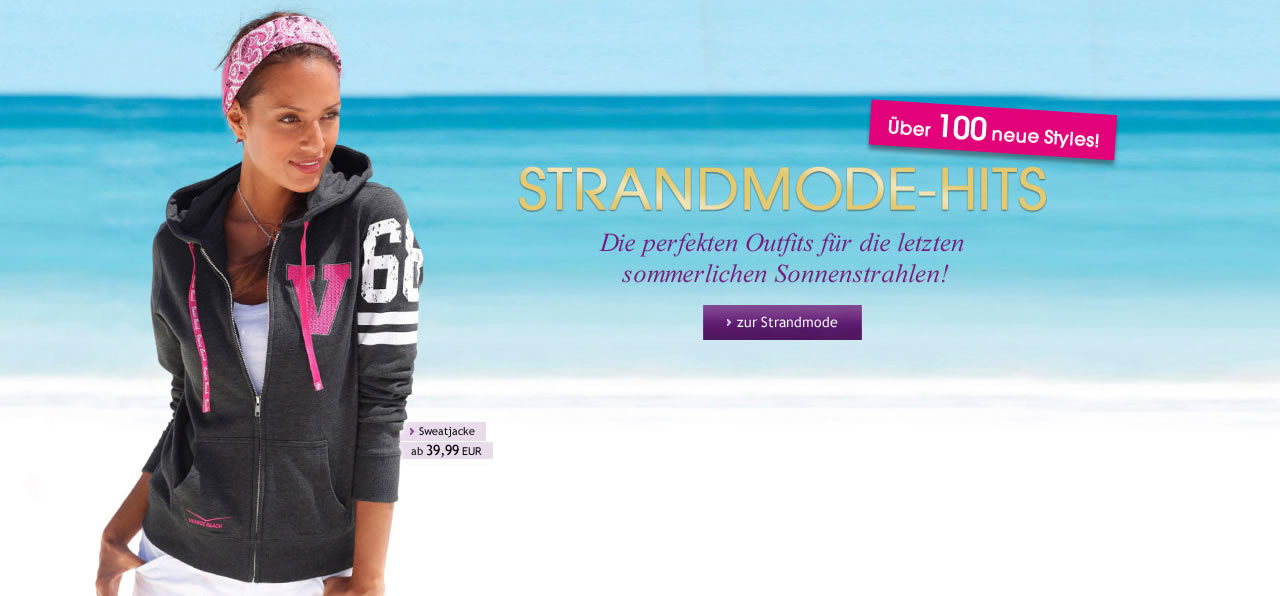 Über 100 neue Styles!
STRANDMODE-HITS
Die perfekten Outfits für die letzten
sommerlichen Sonnenstrahlen!
› zur Strandmode
68
V
› Sweatjacke
ab 39,99 EUR